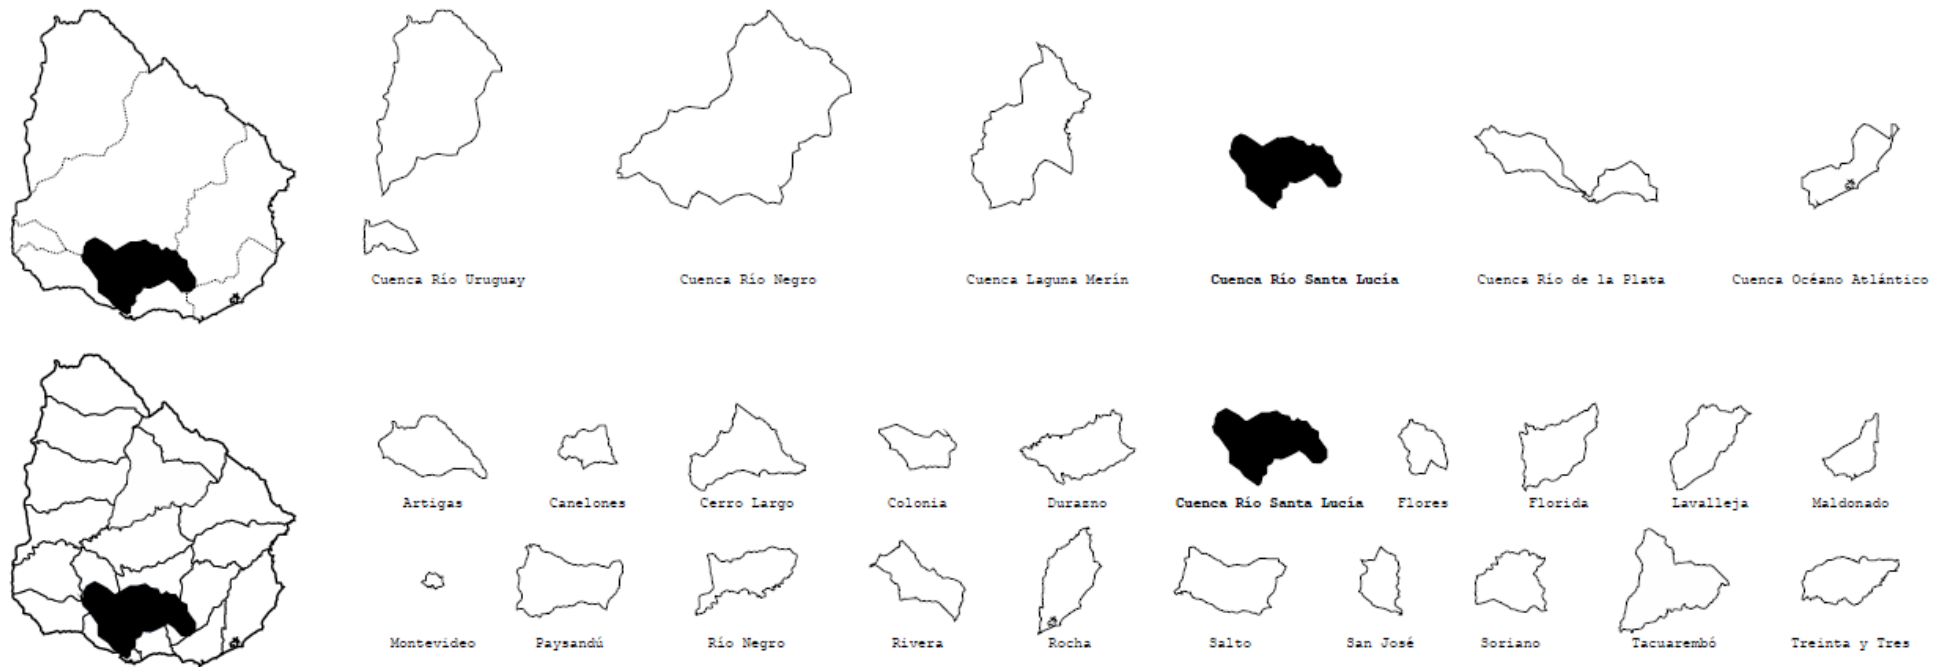 Cuenca Río Uruguay
Cuenca Río Negro
Cuenca Laguna Merín
Cuenca Río Santa Lucía
Cuenca Río de la Plata
Cuenca Océano Atlántico
Artigas
Canelones
Cerro Largo
Colonia
Durazno
Cuenca Río Santa Lucía
Flores
Florida
Lavalleja
Maldonado
Montevideo
Paysandú
Río Negro
Rivera
Rocha
Salto
San José
Soriano
Tacuarembó
Treinta y Tres